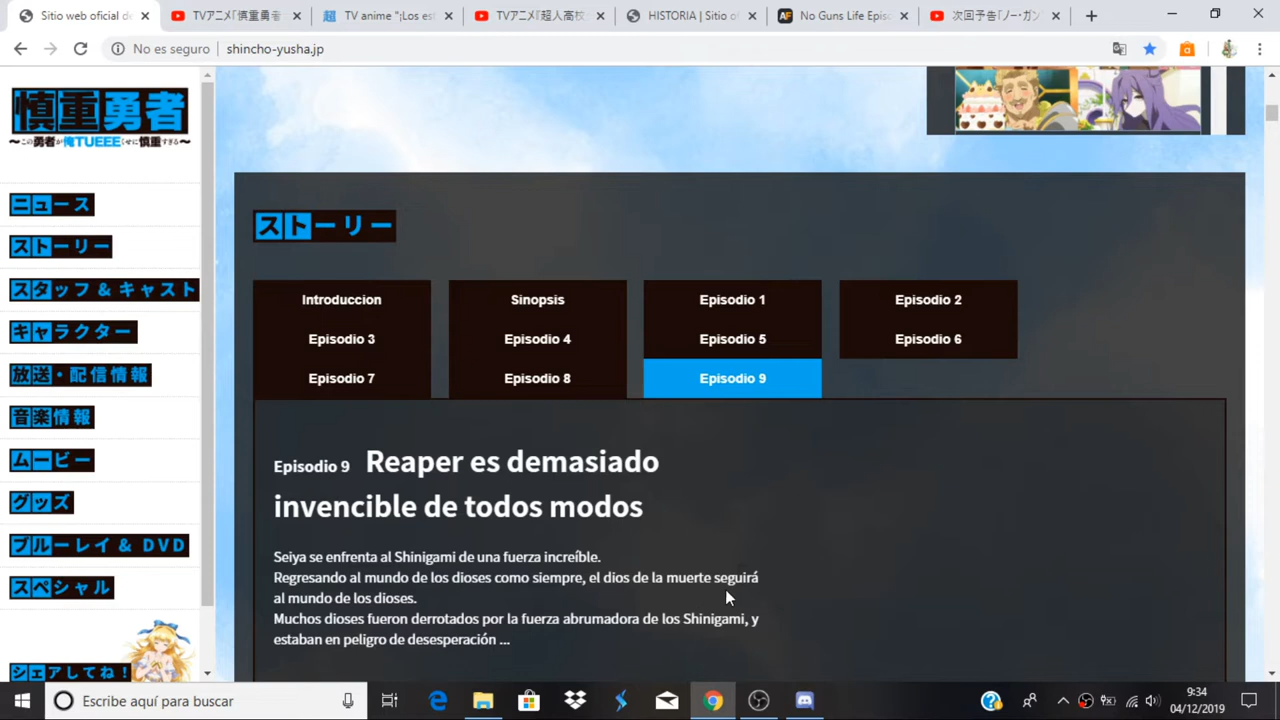 Sitio web oficial de
TVアニメ「慎重勇者
TV anime "¡Los est
TVアニメ『超人高校
HISTORIA | Sitio of
No Guns Life Episo
次回予告「ノー・ガン
No es seguro
shincho-yusha.jp
慎重勇者
～この勇者が俺TUEEEくせに慎重すぎる～
ニュース
ストーリー
スタッフ & キャスト
キャラクター
放送・配信情報
音楽情報
ムービー
グッズ
ブルーレイ & DVD
スペシャル
シェアしてね！
ストーリー
Introduccion
Sinopsis
Episodio 1
Episodio 2
Episodio 3
Episodio 4
Episodio 5
Episodio 6
Episodio 7
Episodio 8
Episodio 9
Episodio 9 Reaper es demasiado
invencible de todos modos
Seiya se enfrenta al Shinigami de una fuerza increíble.
Regresando al mundo de los dioses como siempre, el dios de la muerte seguirá
al mundo de los dioses.
Muchos dioses fueron derrotados por la fuerza abrumadora de los Shinigami, y
estaban en peligro de desesperación ...
Escribe aquí para buscar
9:34
04/12/2019